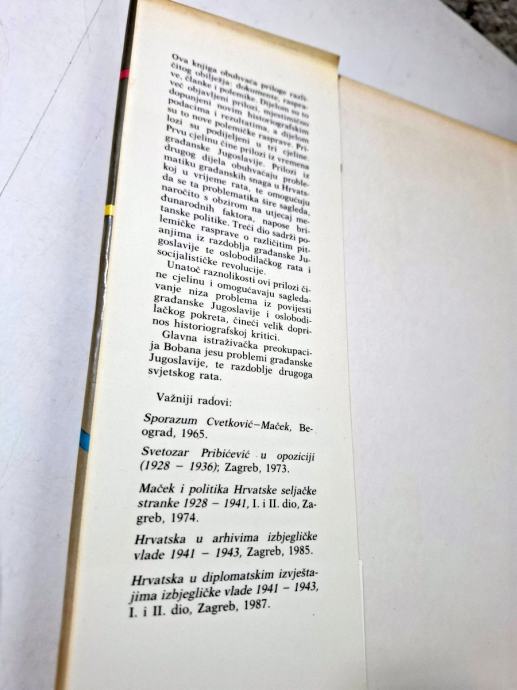 Ova knjiga obuhvaća priloge razli-
čitog obilježja, dokumente, raspra-
ve, članke i polemike. Dijelom su to
već objavljeni prilozi, mjestimično
dopunjeni novim historiografskim
podacima i rezultatima, a dijelom
su to nove polemičke rasprave. Pri-
lozi su podijeljeni u tri cjeline.
Prvu cjelinu čine prilozi iz vremena
građanske Jugoslavije. Prilozi iz
drugog dijela obuhvaćaju proble-
matiku građanskih snaga u Hrvats-
koj u vrijeme rata, te omogućuju
da se ta problematika šire sagleda,
naročito s obzirom na utjecaj me-
đunarodnih faktora, napose bri-
tanske politike. Treći dio sadrži po-
lemičke rasprave o različitim pit-
anjima iz razdoblja građanske Ju-
goslavije te oslobodilačkog rata i
socijalističke revolucije.
Unatoč raznolikosti ovi prilozi či-
ne cjelinu i omogućavaju sagleda-
vanje niza problema iz povijesti
građanske Jugoslavije i oslobodi-
lačkog pokreta, čineći velik dopri-
nos historiografskoj kritici.
Glavna istraživačka preokupaci-
ja Bobana jesu problemi građanske
Jugoslavije, te razdoblje drugoga
svjetskog rata.
Važniji radovi:
Sporazum Cvetković–Maček, Be-
ograd, 1965.
Svetozar Pribićević u opoziciji
(1928 – 1936); Zagreb, 1973.
Maček i politika Hrvatske seljačke
stranke 1928 – 1941, I. i II. dio, Za-
greb, 1974.
Hrvatska u arhivima izbjegličke
vlade 1941 – 1943, Zagreb, 1985.
Hrvatska u diplomatskim izvješta-
jima izbjegličke vlade 1941 – 1943,
I. i II. dio, Zagreb, 1987.